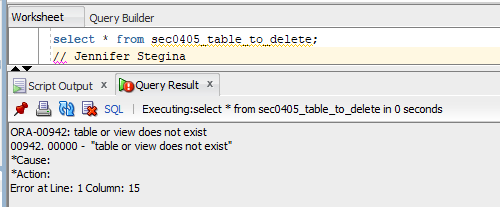 Worksheet Query Builder
select * from sec0405_table_to_delete;
// Jennifer Stegina
Script Output x Query Result x
SQL | Executing:select * from sec0405_table_to_delete in 0 seconds
ORA-00942: table or view does not exist
00942. 00000 - "table or view does not exist"
*Cause:
*Action:
Error at Line: 1 Column: 15